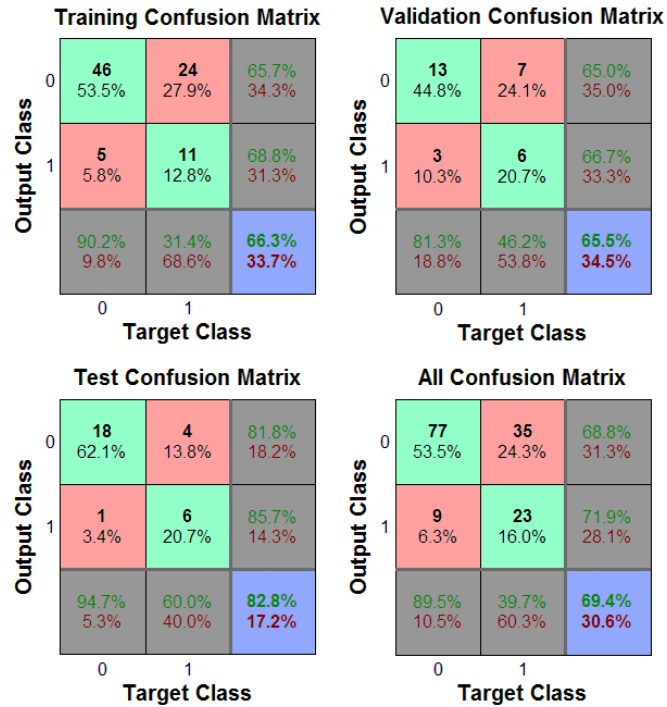 Training Confusion Matrix
Output Class
0
46 24 65.7%
53.5% 27.9% 34.3%
1
5 11 68.8%
5.8% 12.8% 31.3%
90.2% 31.4% 66.3%
9.8% 68.6% 33.7%
0 1
Target Class
Validation Confusion Matrix
Output Class
0
13 7 65.0%
44.8% 24.1% 35.0%
1
3 6 66.7%
10.3% 20.7% 33.3%
81.3% 46.2% 65.5%
18.8% 53.8% 34.5%
0 1
Target Class
Test Confusion Matrix
Output Class
0
18 4 81.8%
62.1% 13.8% 18.2%
1
1 6 85.7%
3.4% 20.7% 14.3%
94.7% 60.0% 82.8%
5.3% 40.0% 17.2%
0 1
Target Class
All Confusion Matrix
Output Class
0
77 35 68.8%
53.5% 24.3% 31.3%
1
9 23 71.9%
6.3% 16.0% 28.1%
89.5% 39.7% 69.4%
10.5% 60.3% 30.6%
0 1
Target Class